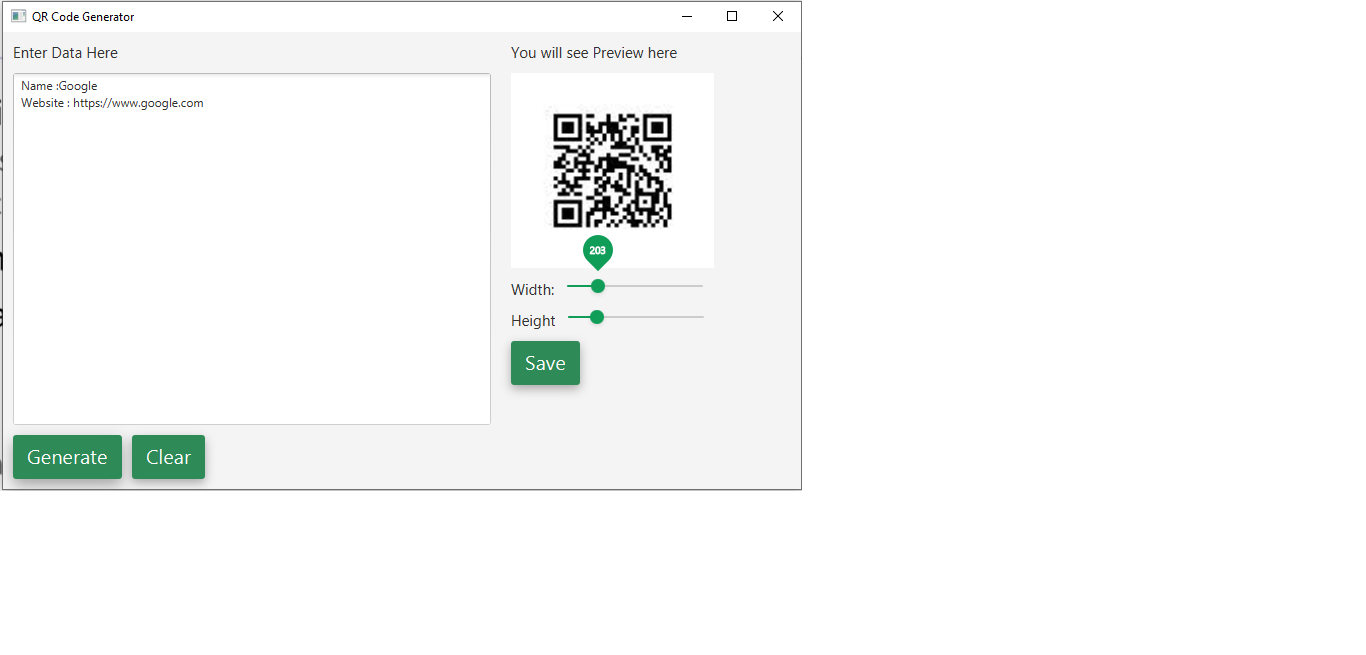 QR Code Generator
Enter Data Here
Name :Google
Website : https://www.google.com
Generate
Clear
You will see Preview here
203
Width:
Height
Save